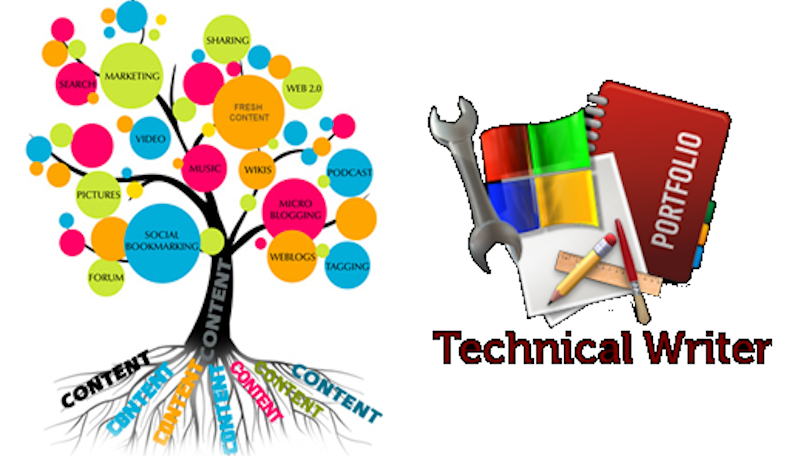 SHARING
MARKETING
SEARCH
WEB 2.0
FRESH
CONTENT
VIDEO
MUSIC
WIKIS
PODCAST
PICTURES
MICRO
BLOGGING
SOCIAL
BOOKMARKING
WEBLOGS
TAGGING
FORUM
CONTENT
CONTENT
CONTENT
CONTENT
CONTENT
CONTENT
CONTENT
CONTENT
PORTFOLIO
Technical Writer